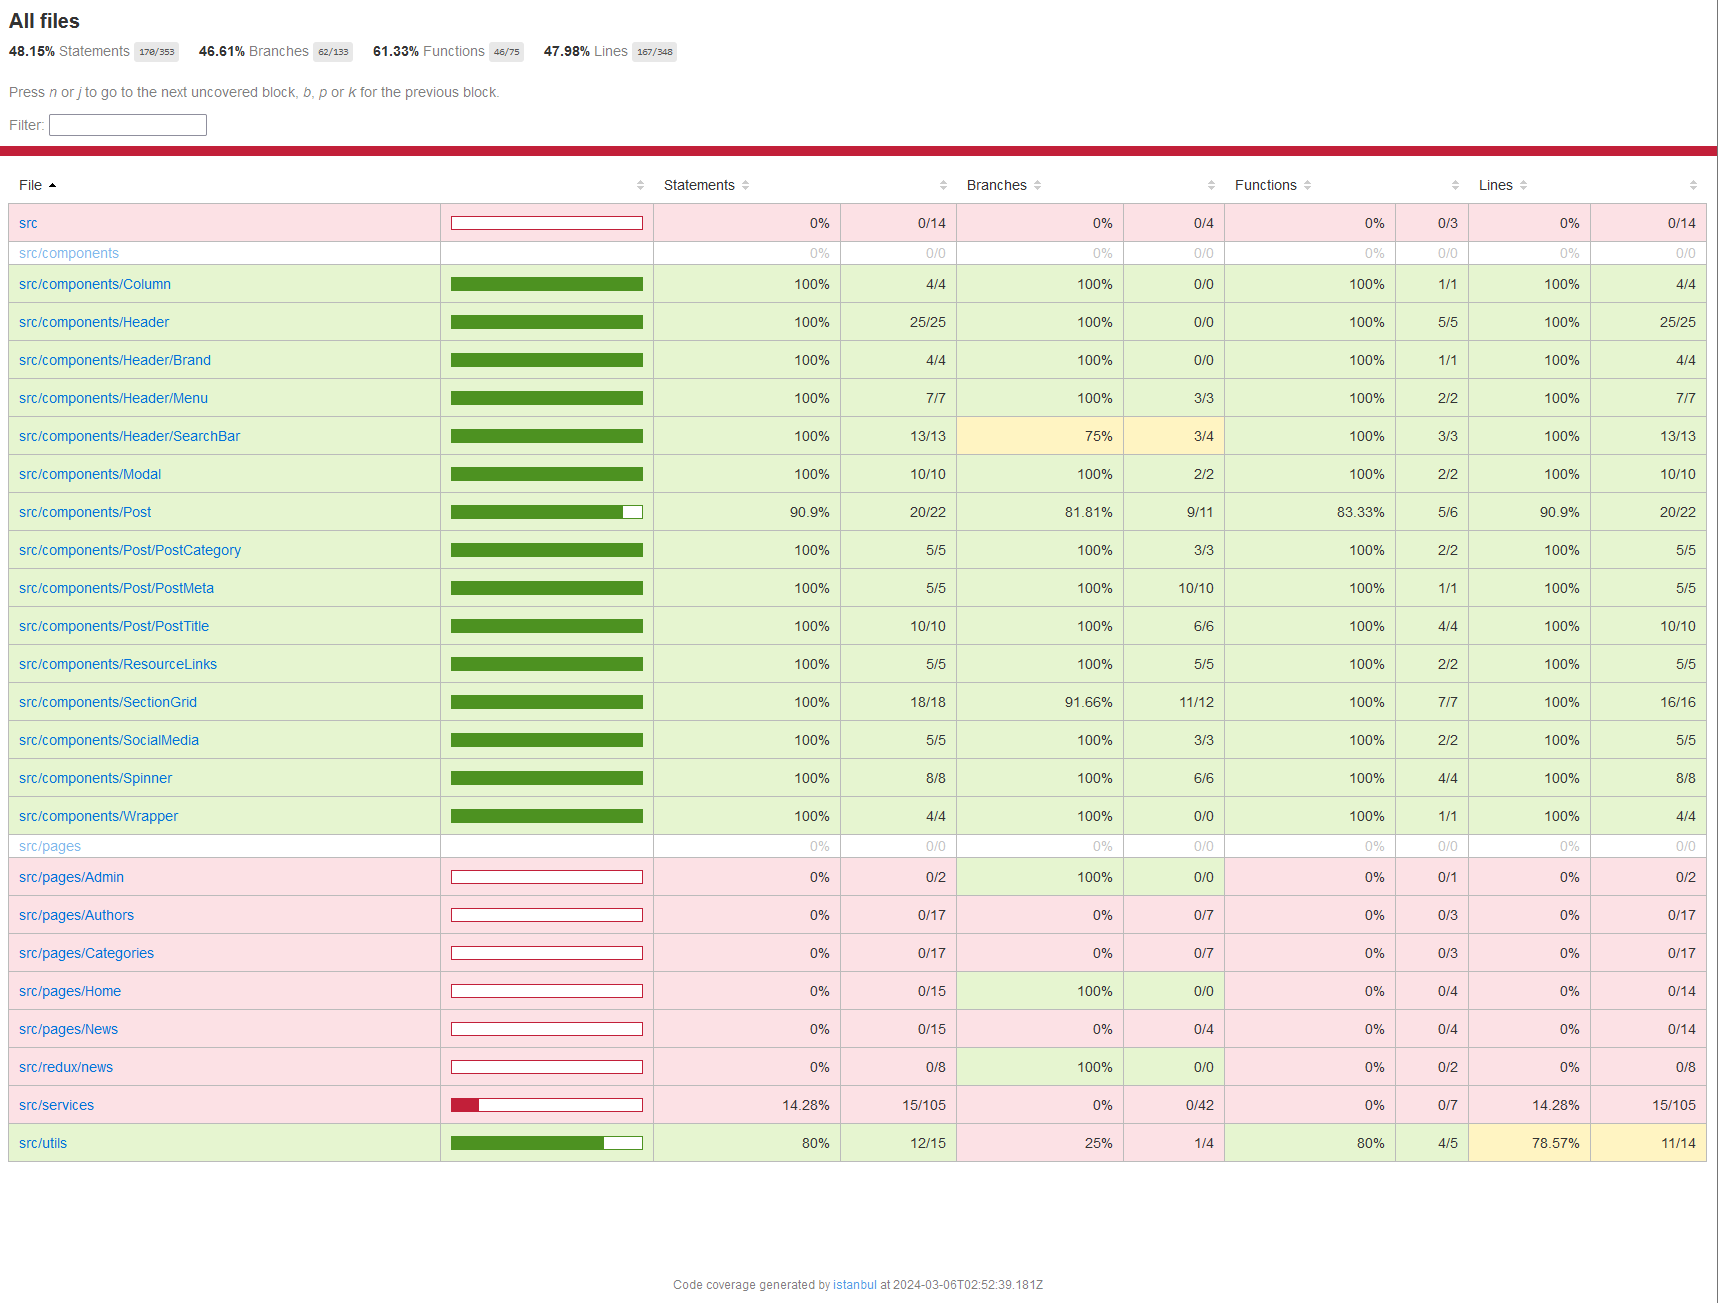 All files
48.15% Statements 170/353 46.61% Branches 62/133 61.33% Functions 46/75 47.98% Lines 167/348
Press n or j to go to the next uncovered block, b, p or k for the previous block.
Filter:
File Statements Branches Functions Lines
src 0% 0/14 0% 0/4 0% 0/3 0% 0/14
src/components 0% 0/0 0% 0/0 0% 0/0 0% 0/0
src/components/Column 100% 4/4 100% 0/0 100% 1/1 100% 4/4
src/components/Header 100% 25/25 100% 0/0 100% 5/5 100% 25/25
src/components/Header/Brand 100% 4/4 100% 0/0 100% 1/1 100% 4/4
src/components/Header/Menu 100% 7/7 100% 3/3 100% 2/2 100% 7/7
src/components/Header/SearchBar 100% 13/13 75% 3/4 100% 3/3 100% 13/13
src/components/Modal 100% 10/10 100% 2/2 100% 2/2 100% 10/10
src/components/Post 90.9% 20/22 81.81% 9/11 83.33% 5/6 90.9% 20/22
src/components/Post/PostCategory 100% 5/5 100% 3/3 100% 2/2 100% 5/5
src/components/Post/PostMeta 100% 5/5 100% 10/10 100% 1/1 100% 5/5
src/components/Post/PostTitle 100% 10/10 100% 6/6 100% 4/4 100% 10/10
src/components/ResourceLinks 100% 5/5 100% 5/5 100% 2/2 100% 5/5
src/components/SectionGrid 100% 18/18 91.66% 11/12 100% 7/7 100% 16/16
src/components/SocialMedia 100% 5/5 100% 3/3 100% 2/2 100% 5/5
src/components/Spinner 100% 8/8 100% 6/6 100% 4/4 100% 8/8
src/components/Wrapper 100% 4/4 100% 0/0 100% 1/1 100% 4/4
src/pages 0% 0/0 0% 0/0 0% 0/0 0% 0/0
src/pages/Admin 0% 0/2 100% 0/0 0% 0/1 0% 0/2
src/pages/Authors 0% 0/17 0% 0/7 0% 0/3 0% 0/17
src/pages/Categories 0% 0/17 0% 0/7 0% 0/3 0% 0/17
src/pages/Home 0% 0/15 100% 0/0 0% 0/4 0% 0/14
src/pages/News 0% 0/15 0% 0/4 0% 0/4 0% 0/14
src/redux/news 0% 0/8 100% 0/0 0% 0/2 0% 0/8
src/services 14.28% 15/105 0% 0/42 0% 0/7 14.28% 15/105
src/utils 80% 12/15 25% 1/4 80% 4/5 78.57% 11/14
Code coverage generated by istanbul at 2024-03-06T02:52:39.181Z